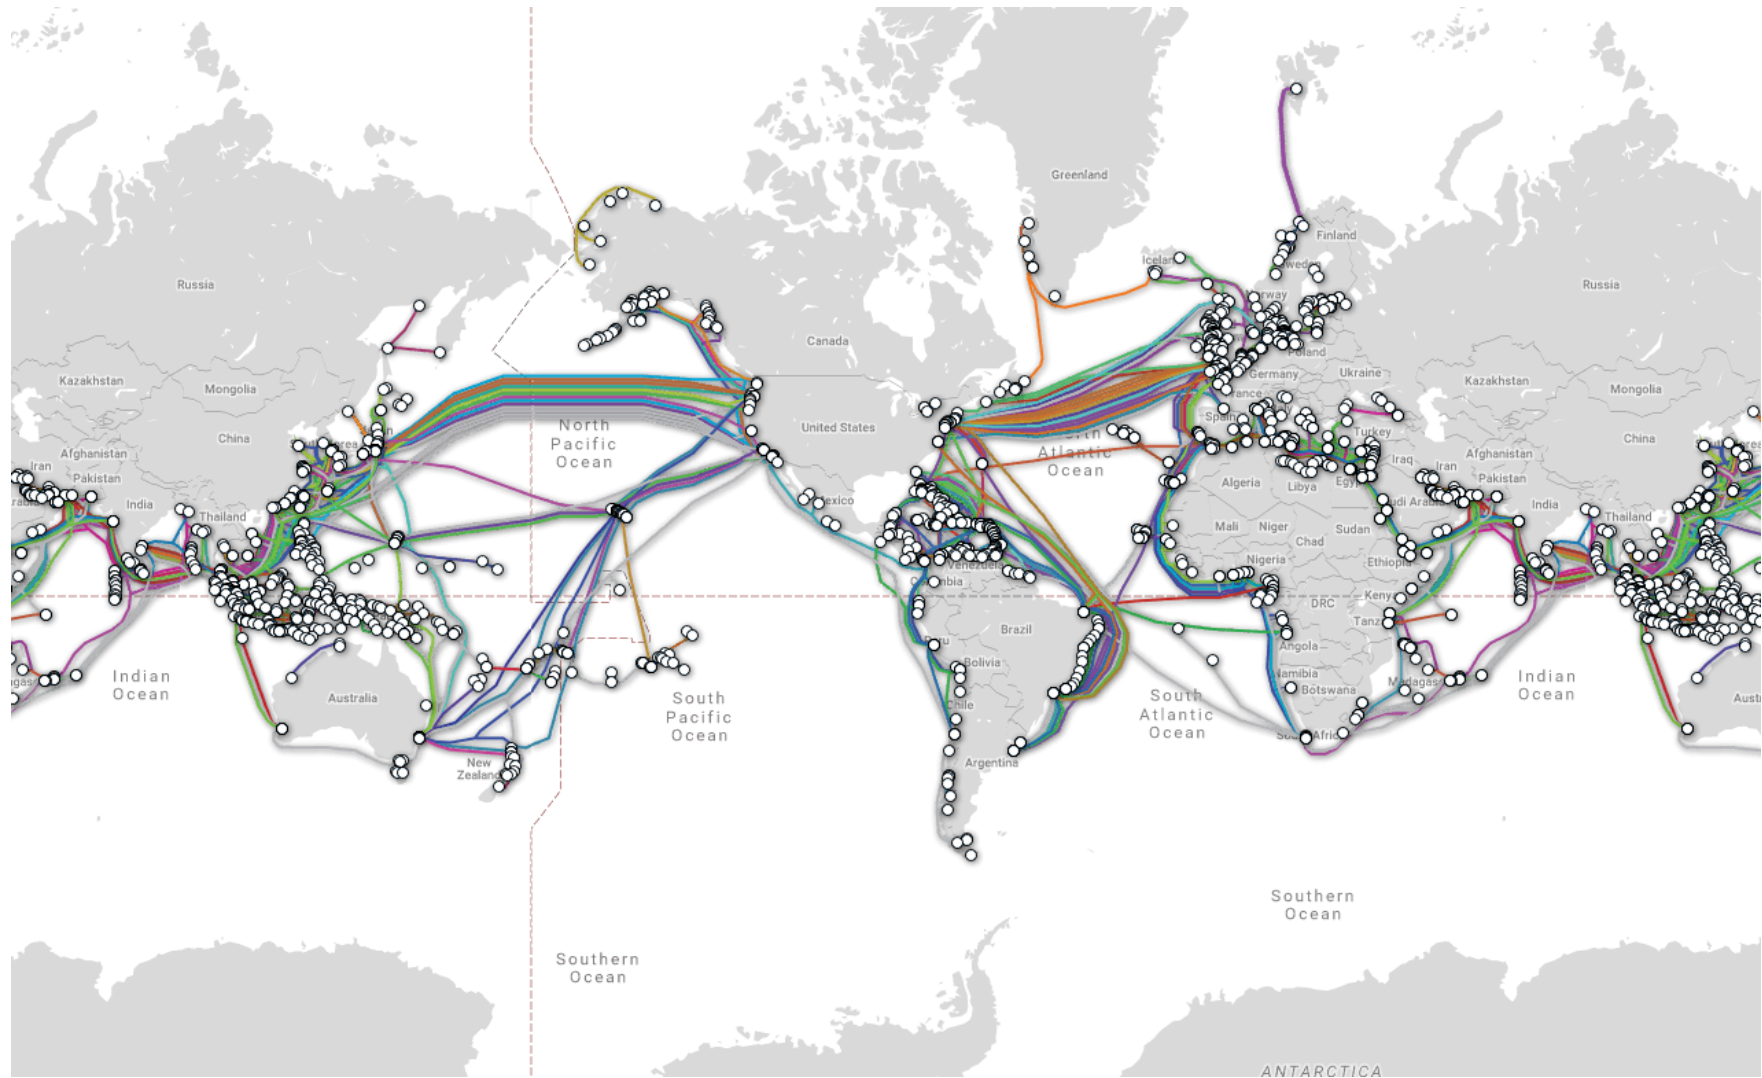 Greenland
Finland
Russia
Russia
Canada
Poland
Germany
Ukraine
Kazakhstan
Mongolia
Kazakhstan
Mongolia
North
Pacific
Ocean
United States
Turkey
China
China
Afghanistan
Iran
Pakistan
Iraq
Iran
Afghanistan
Pakistan
Atlantic
Ocean
Algeria
Libya
India
India
Thailand
Thailand
Mali
Niger
Chad
Sudan
Nigeria
Ethiopia
Venezuela
DRC
Brazil
Bolivia
Angola
Indian
Ocean
Australia
South
Pacific
Ocean
Chile
South
Atlantic
Ocean
Namibia
Botswana
Indian
Ocean
New
Zealand
Argentina
Southern
Ocean
Southern
Ocean
ANTARCTICA